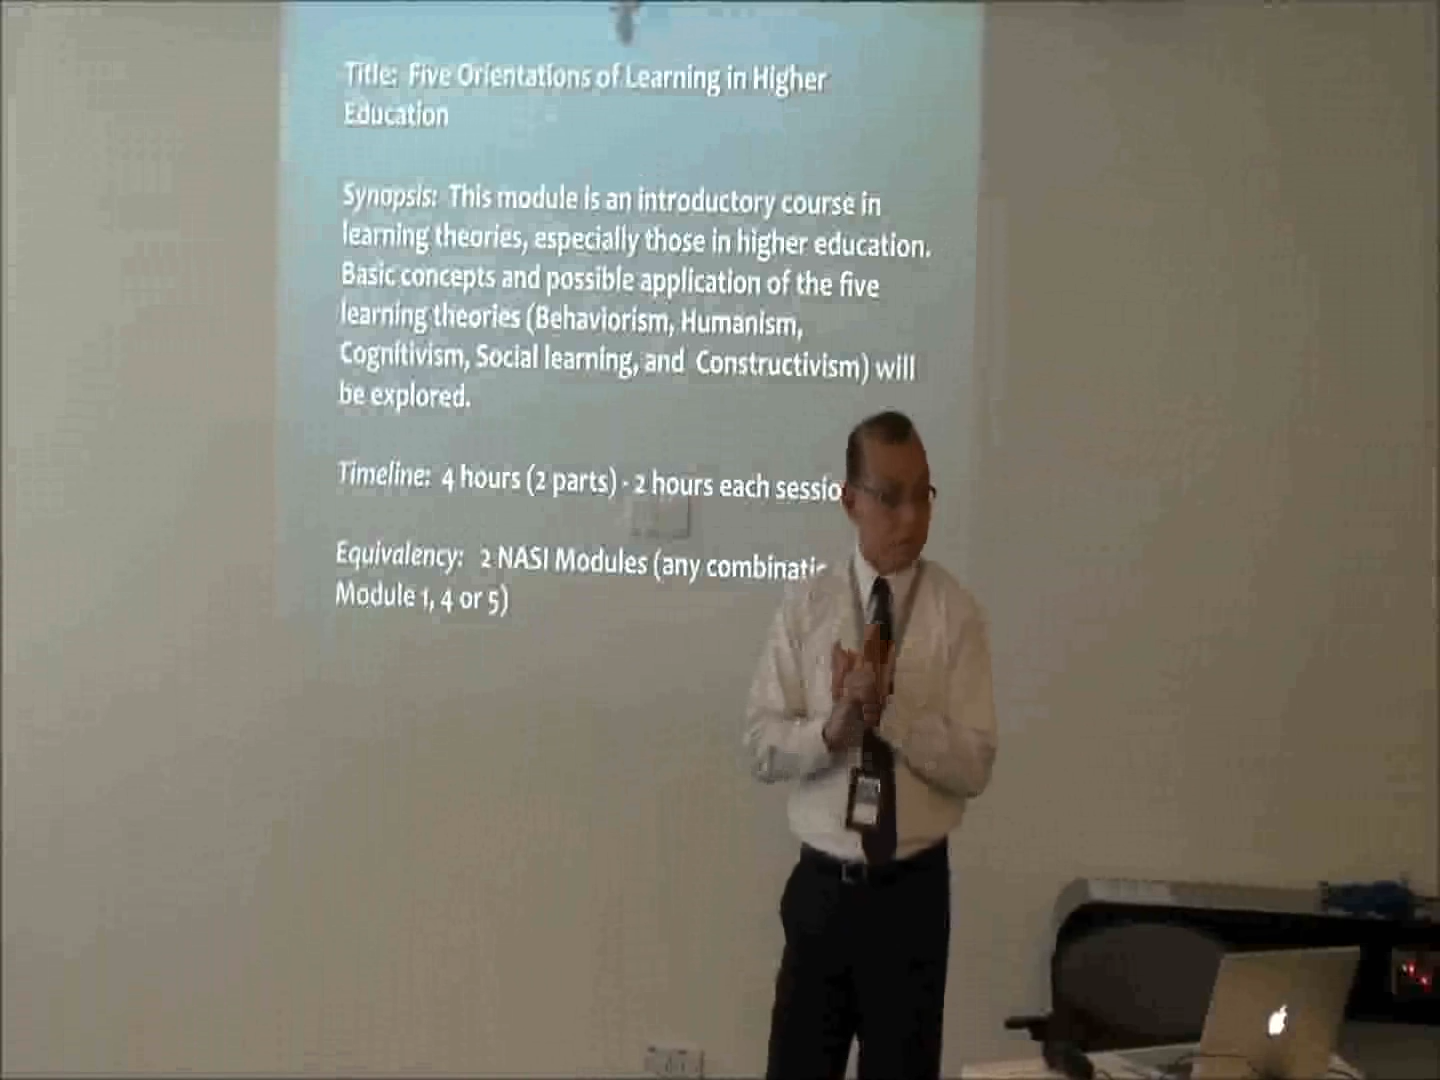 Title: Five Orientations of Learning in Higher
Education
Synopsis: This module is an introductory course in
learning theories, especially those in higher education.
Basic concepts and possible application of the five
learning theories (Behaviorism, Humanism,
Cognitivism, Social learning, and Constructivism) will
be explored.
Timeline: 4 hours (2 parts) - 2 hours each sessio
Equivalency: 2 NASI Modules (any combinatio
Module 1, 4 or 5)